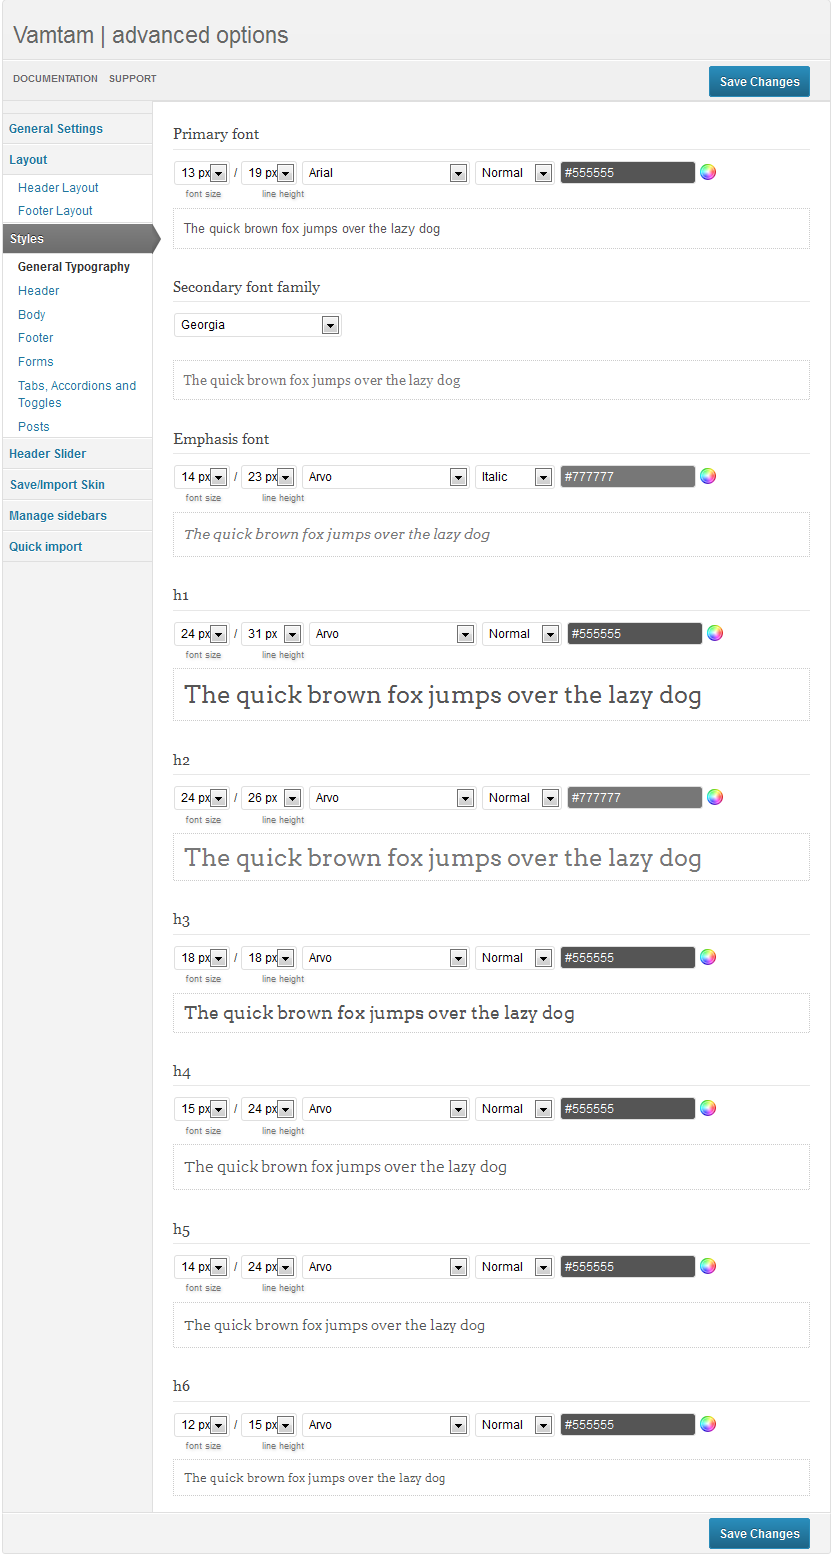 Vamtam | advanced options
DOCUMENTATION SUPPORT
Save Changes
General Settings
Layout
Header Layout
Footer Layout
Styles
General Typography
Header
Body
Footer
Forms
Tabs, Accordions and
Toggles
Posts
Header Slider
Save/Import Skin
Manage sidebars
Quick import
Primary font
13 px / 19 px Arial Normal #555555
font size line height
The quick brown fox jumps over the lazy dog
Secondary font family
Georgia
The quick brown fox jumps over the lazy dog
Emphasis font
14 px / 23 px Arvo Italic #777777
font size line height
The quick brown fox jumps over the lazy dog
h1
24 px / 31 px Arvo Normal #555555
font size line height
The quick brown fox jumps over the lazy dog
h2
24 px / 26 px Arvo Normal #777777
font size line height
The quick brown fox jumps over the lazy dog
h3
18 px / 18 px Arvo Normal #555555
font size line height
The quick brown fox jumps over the lazy dog
h4
15 px / 24 px Arvo Normal #555555
font size line height
The quick brown fox jumps over the lazy dog
h5
14 px / 24 px Arvo Normal #555555
font size line height
The quick brown fox jumps over the lazy dog
h6
12 px / 15 px Arvo Normal #555555
font size line height
The quick brown fox jumps over the lazy dog
Save Changes